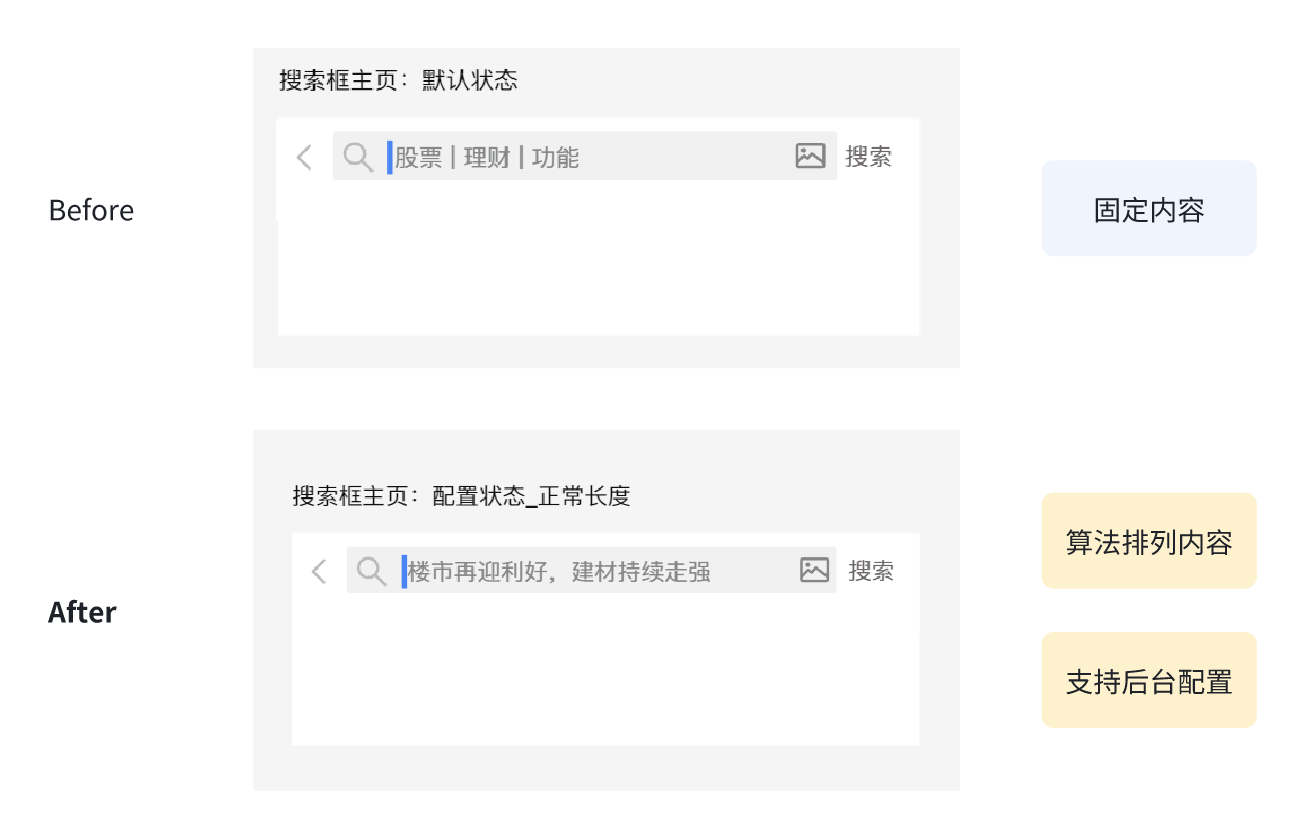 搜索框主页：默认状态
股票 | 理财 | 功能
搜索
Before
固定内容
搜索框主页：配置状态_正常长度
楼市再迎利好，建材持续走强
搜索
After
算法排列内容
支持后台配置